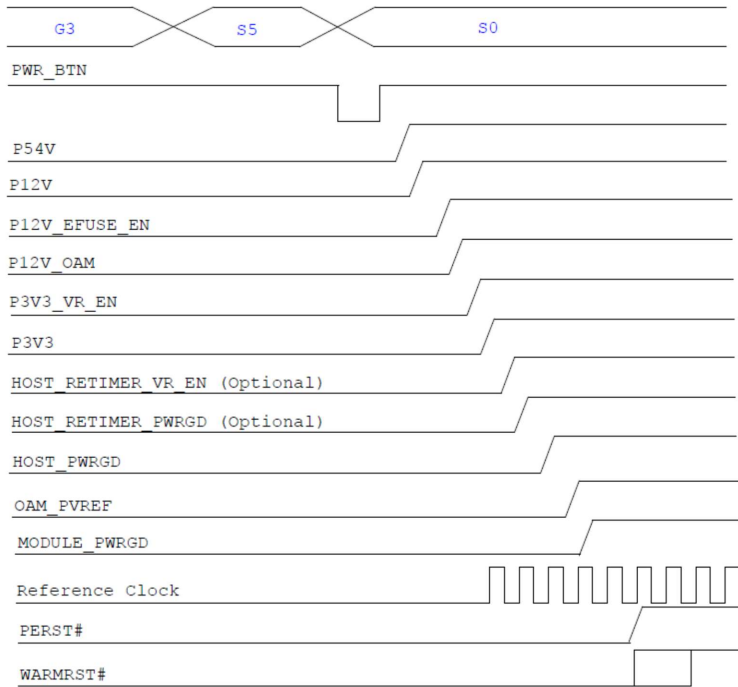 G3 S5 S0
PWR_BTN
P54V
P12V
P12V_EFUSE_EN
P12V_OAM
P3V3_VR_EN
P3V3
HOST_RETIMER_VR_EN (Optional)
HOST_RETIMER_PWRGD (Optional)
HOST_PWRGD
OAM_PVREF
MODULE_PWRGD
Reference Clock
PERST#
WARMRST#